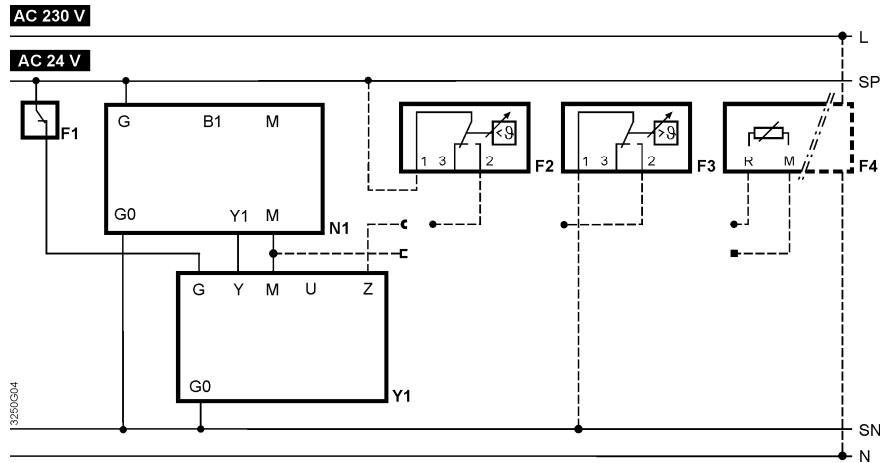 AC 230 V
L
AC 24 V
SP
F1
G B1 M
G0 Y1 M
N1
<ϑ
1 3 2
F2
>ϑ
1 3 2
F3
R M
F4
G Y M U Z
G0
Y1
3250G04
SN
N